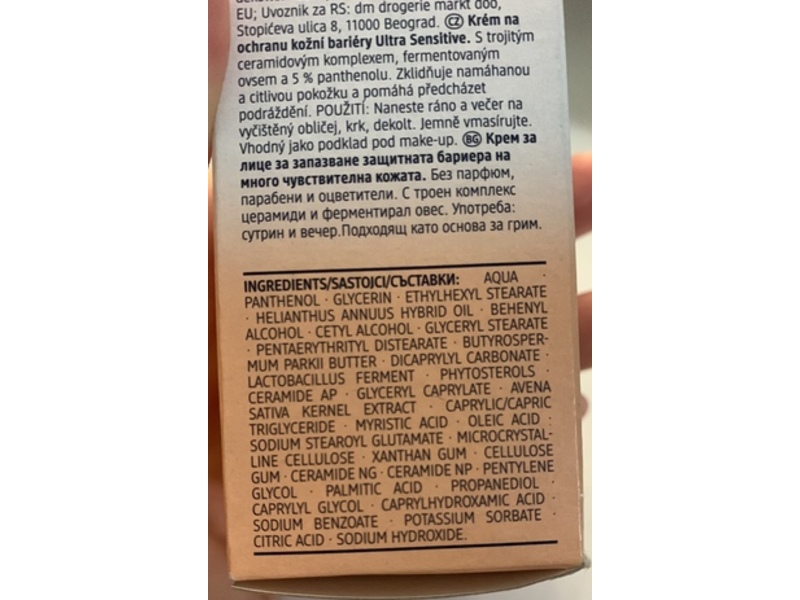 EU; Uvoznik za RS: dm drogerie markt doo,
Stopićeva ulica 8, 11000 Beograd. CZ Krém na
ochranu kožní bariéry Ultra Sensitive. S trojitým
ceramidovým komplexem, fermentovaným
ovsem a 5 % panthenolu. Zklidňuje namáhanou
a citlivou pokožku a pomáhá předcházet
podráždění. POUŽITÍ: Naneste ráno a večer na
vyčištěný obličej, krk, dekolt. Jemně vmasírujte.
Vhodný jako podklad pod make-up. BG Крем за
лице за запазване защитната бариера на
много чувствителна кожата. Без парфюм,
парабени и оцветители. С троен комплекс
церамиди и ферментирал овес. Употреба:
сутрин и вечер.Подходящ като основа за грим.
INGREDIENTS/SASTOJCI/СЪСТАВКИ: AQUA ·
PANTHENOL · GLYCERIN · ETHYLHEXYL STEARATE
· HELIANTHUS ANNUUS HYBRID OIL · BEHENYL
ALCOHOL · CETYL ALCOHOL · GLYCERYL STEARATE
· PENTAERYTHRITYL DISTEARATE · BUTYROSPER-
MUM PARKII BUTTER · DICAPRYLYL CARBONATE ·
LACTOBACILLUS FERMENT · PHYTOSTEROLS ·
CERAMIDE AP · GLYCERYL CAPRYLATE · AVENA
SATIVA KERNEL EXTRACT · CAPRYLIC/CAPRIC
TRIGLYCERIDE · MYRISTIC ACID · OLEIC ACID ·
SODIUM STEAROYL GLUTAMATE · MICROCRYSTAL-
LINE CELLULOSE · XANTHAN GUM · CELLULOSE
GUM · CERAMIDE NG · CERAMIDE NP · PENTYLENE
GLYCOL · PALMITIC ACID · PROPANEDIOL ·
CAPRYLYL GLYCOL · CAPRYLHYDROXAMIC ACID ·
SODIUM BENZOATE · POTASSIUM SORBATE ·
CITRIC ACID · SODIUM HYDROXIDE.